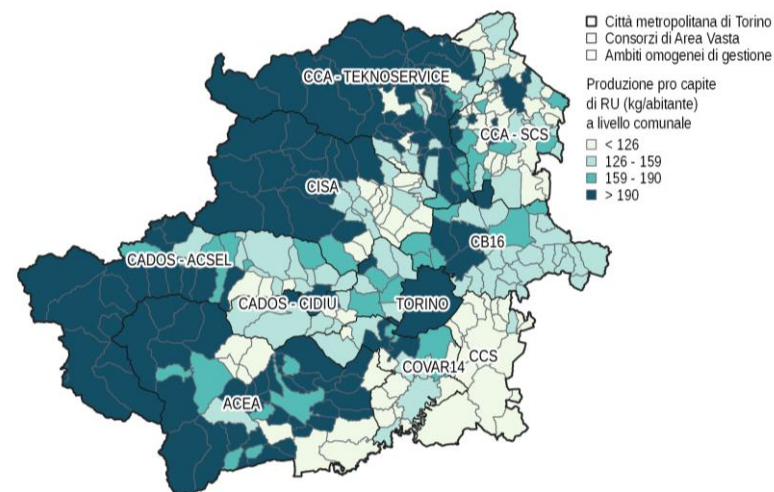 Città metropolitana di Torino
Consorzi di Area Vasta
Ambiti omogenei di gestione
Produzione pro capite
di RU (kg/abitante)
a livello comunale
< 126
126 - 159
159 - 190
> 190
CCA - TEKNOSERVICE
CCA - SCS
CISA
CB16
CADOS - ACSEL
CADOS - CIDIU
TORINO
COVAR14
CCS
ACEA